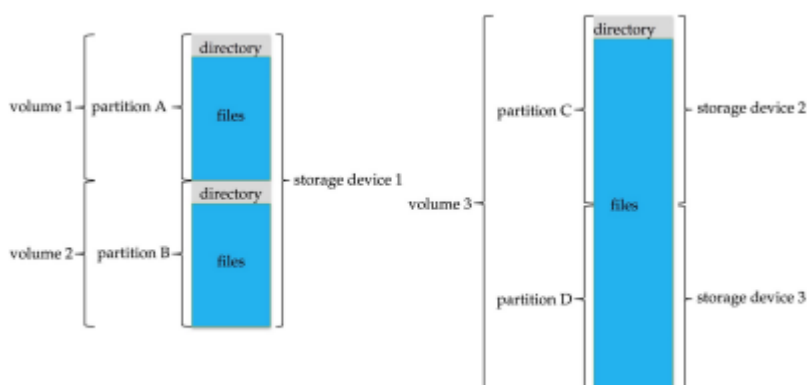 directory
volume 1
partition A
files
directory
storage device 1
volume 2
partition B
files
directory
partition C
storage device 2
volume 3
files
partition D
storage device 3